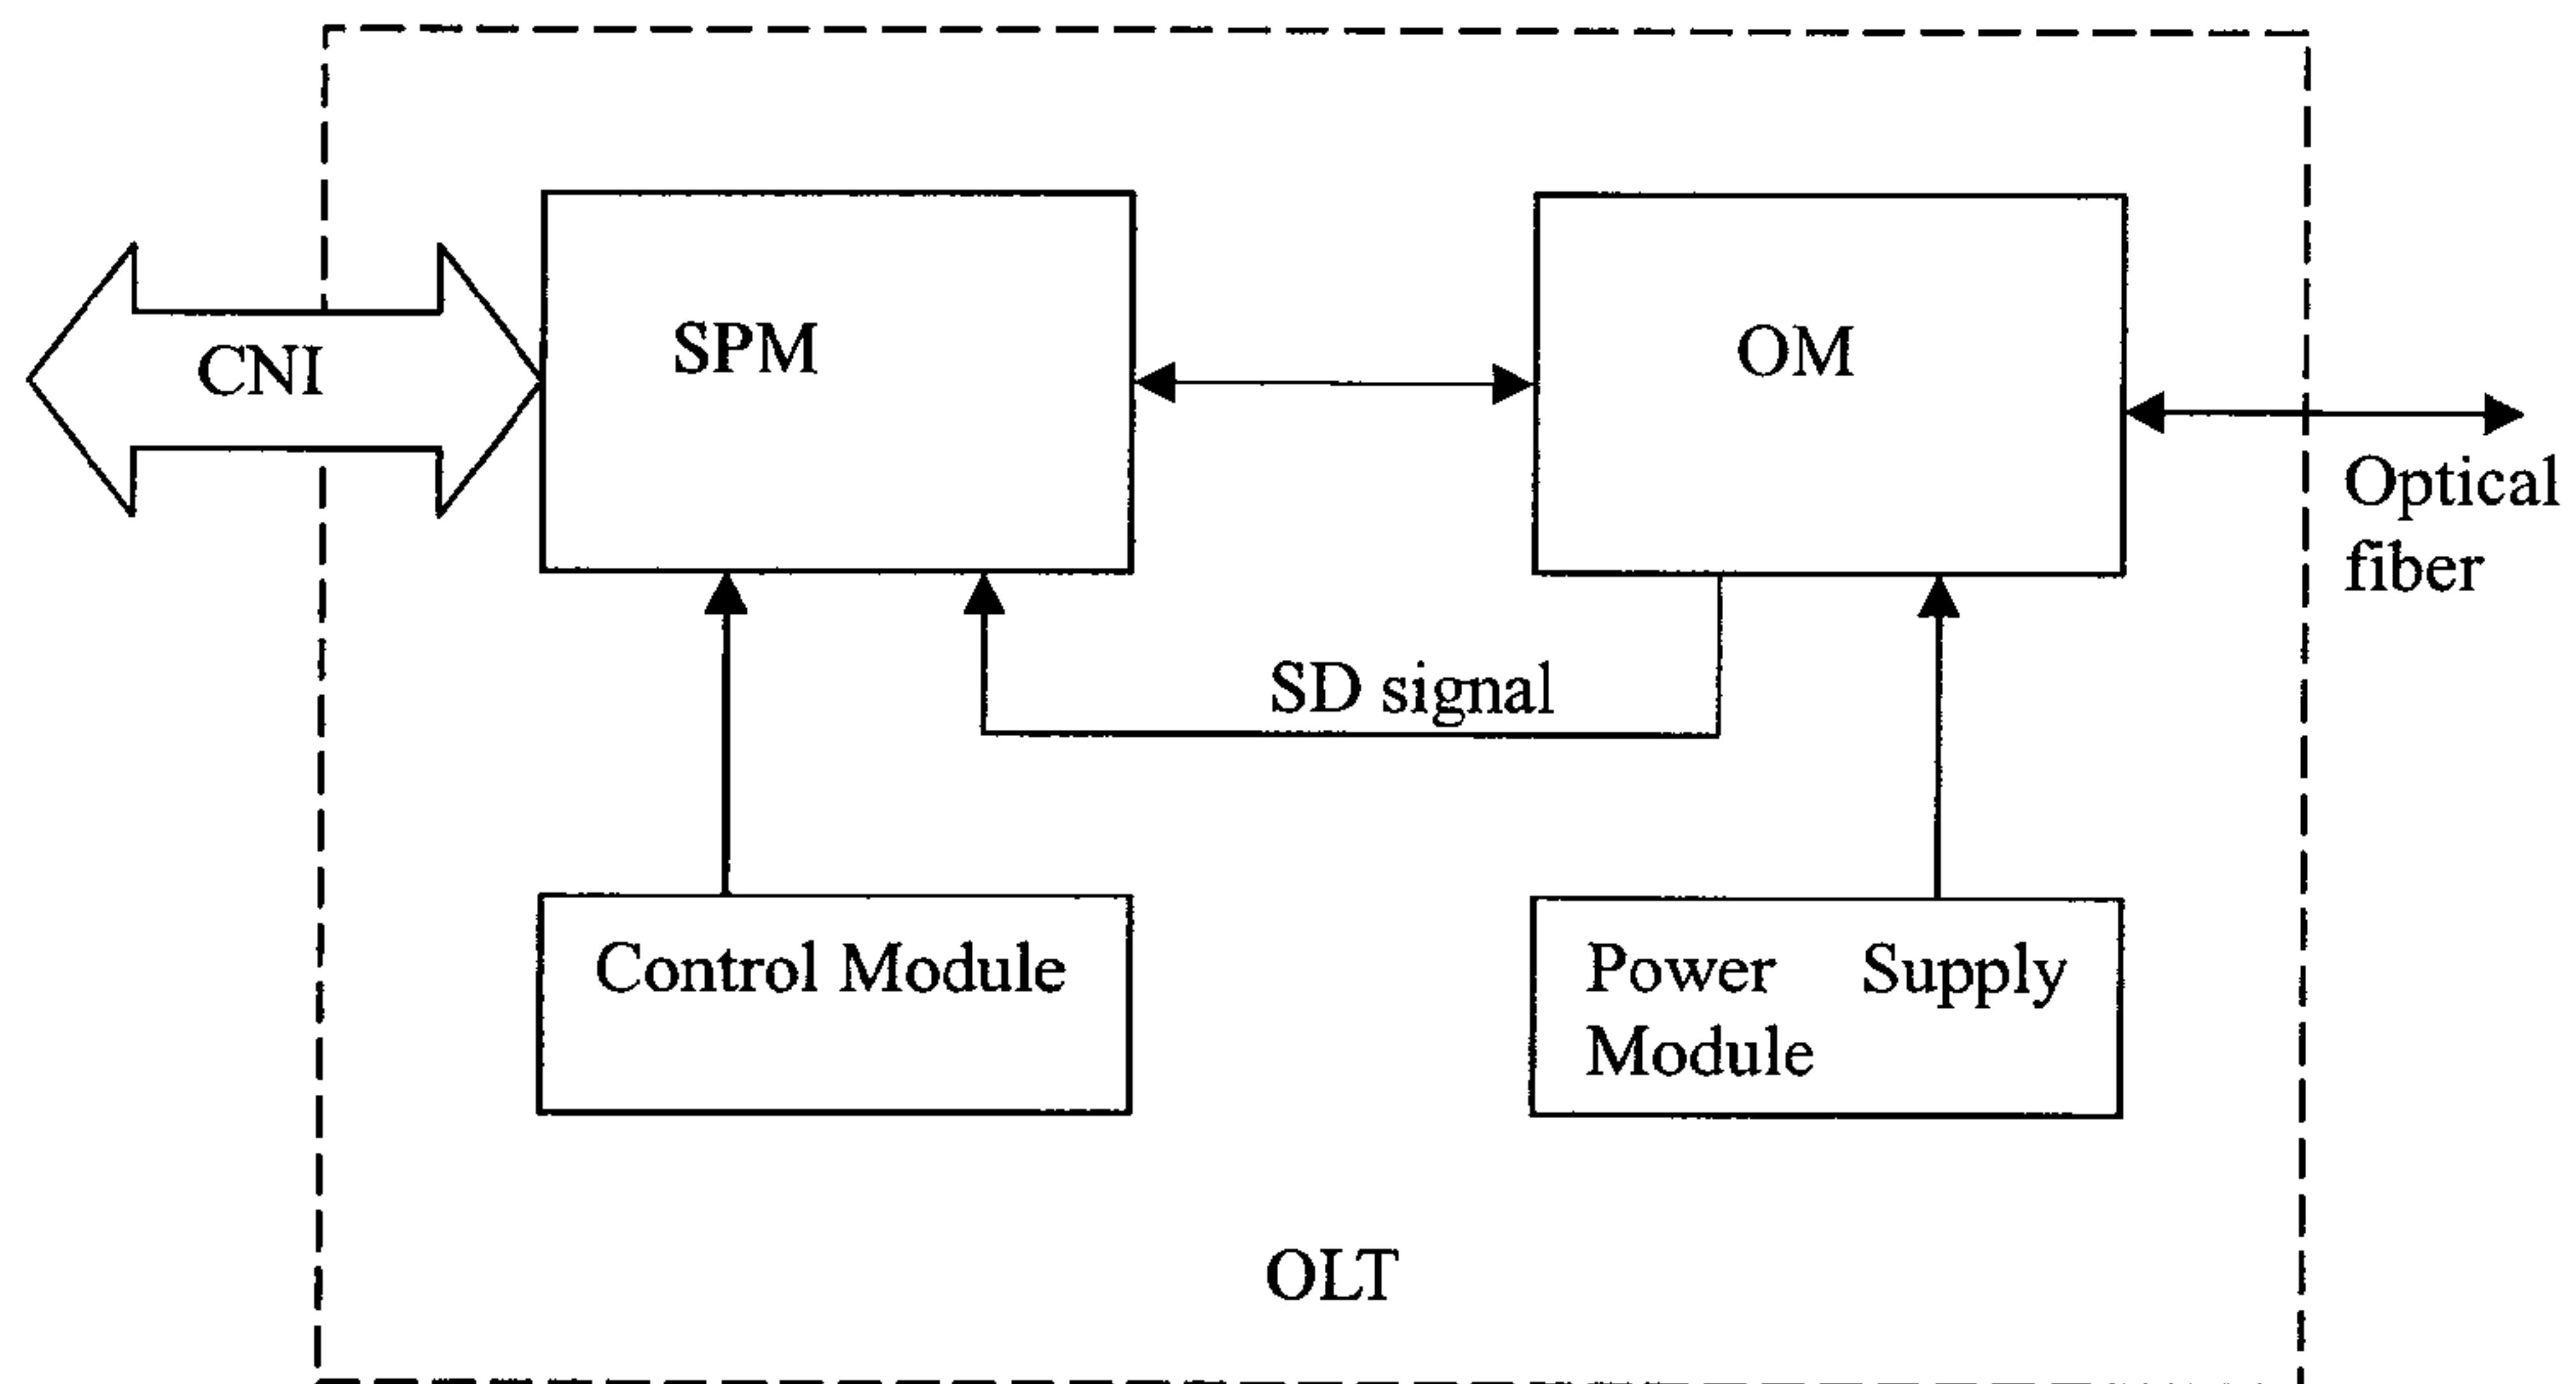 CNI
SPM
OM
Optical
fiber
SD signal
Control Module
Power Supply
Module
OLT